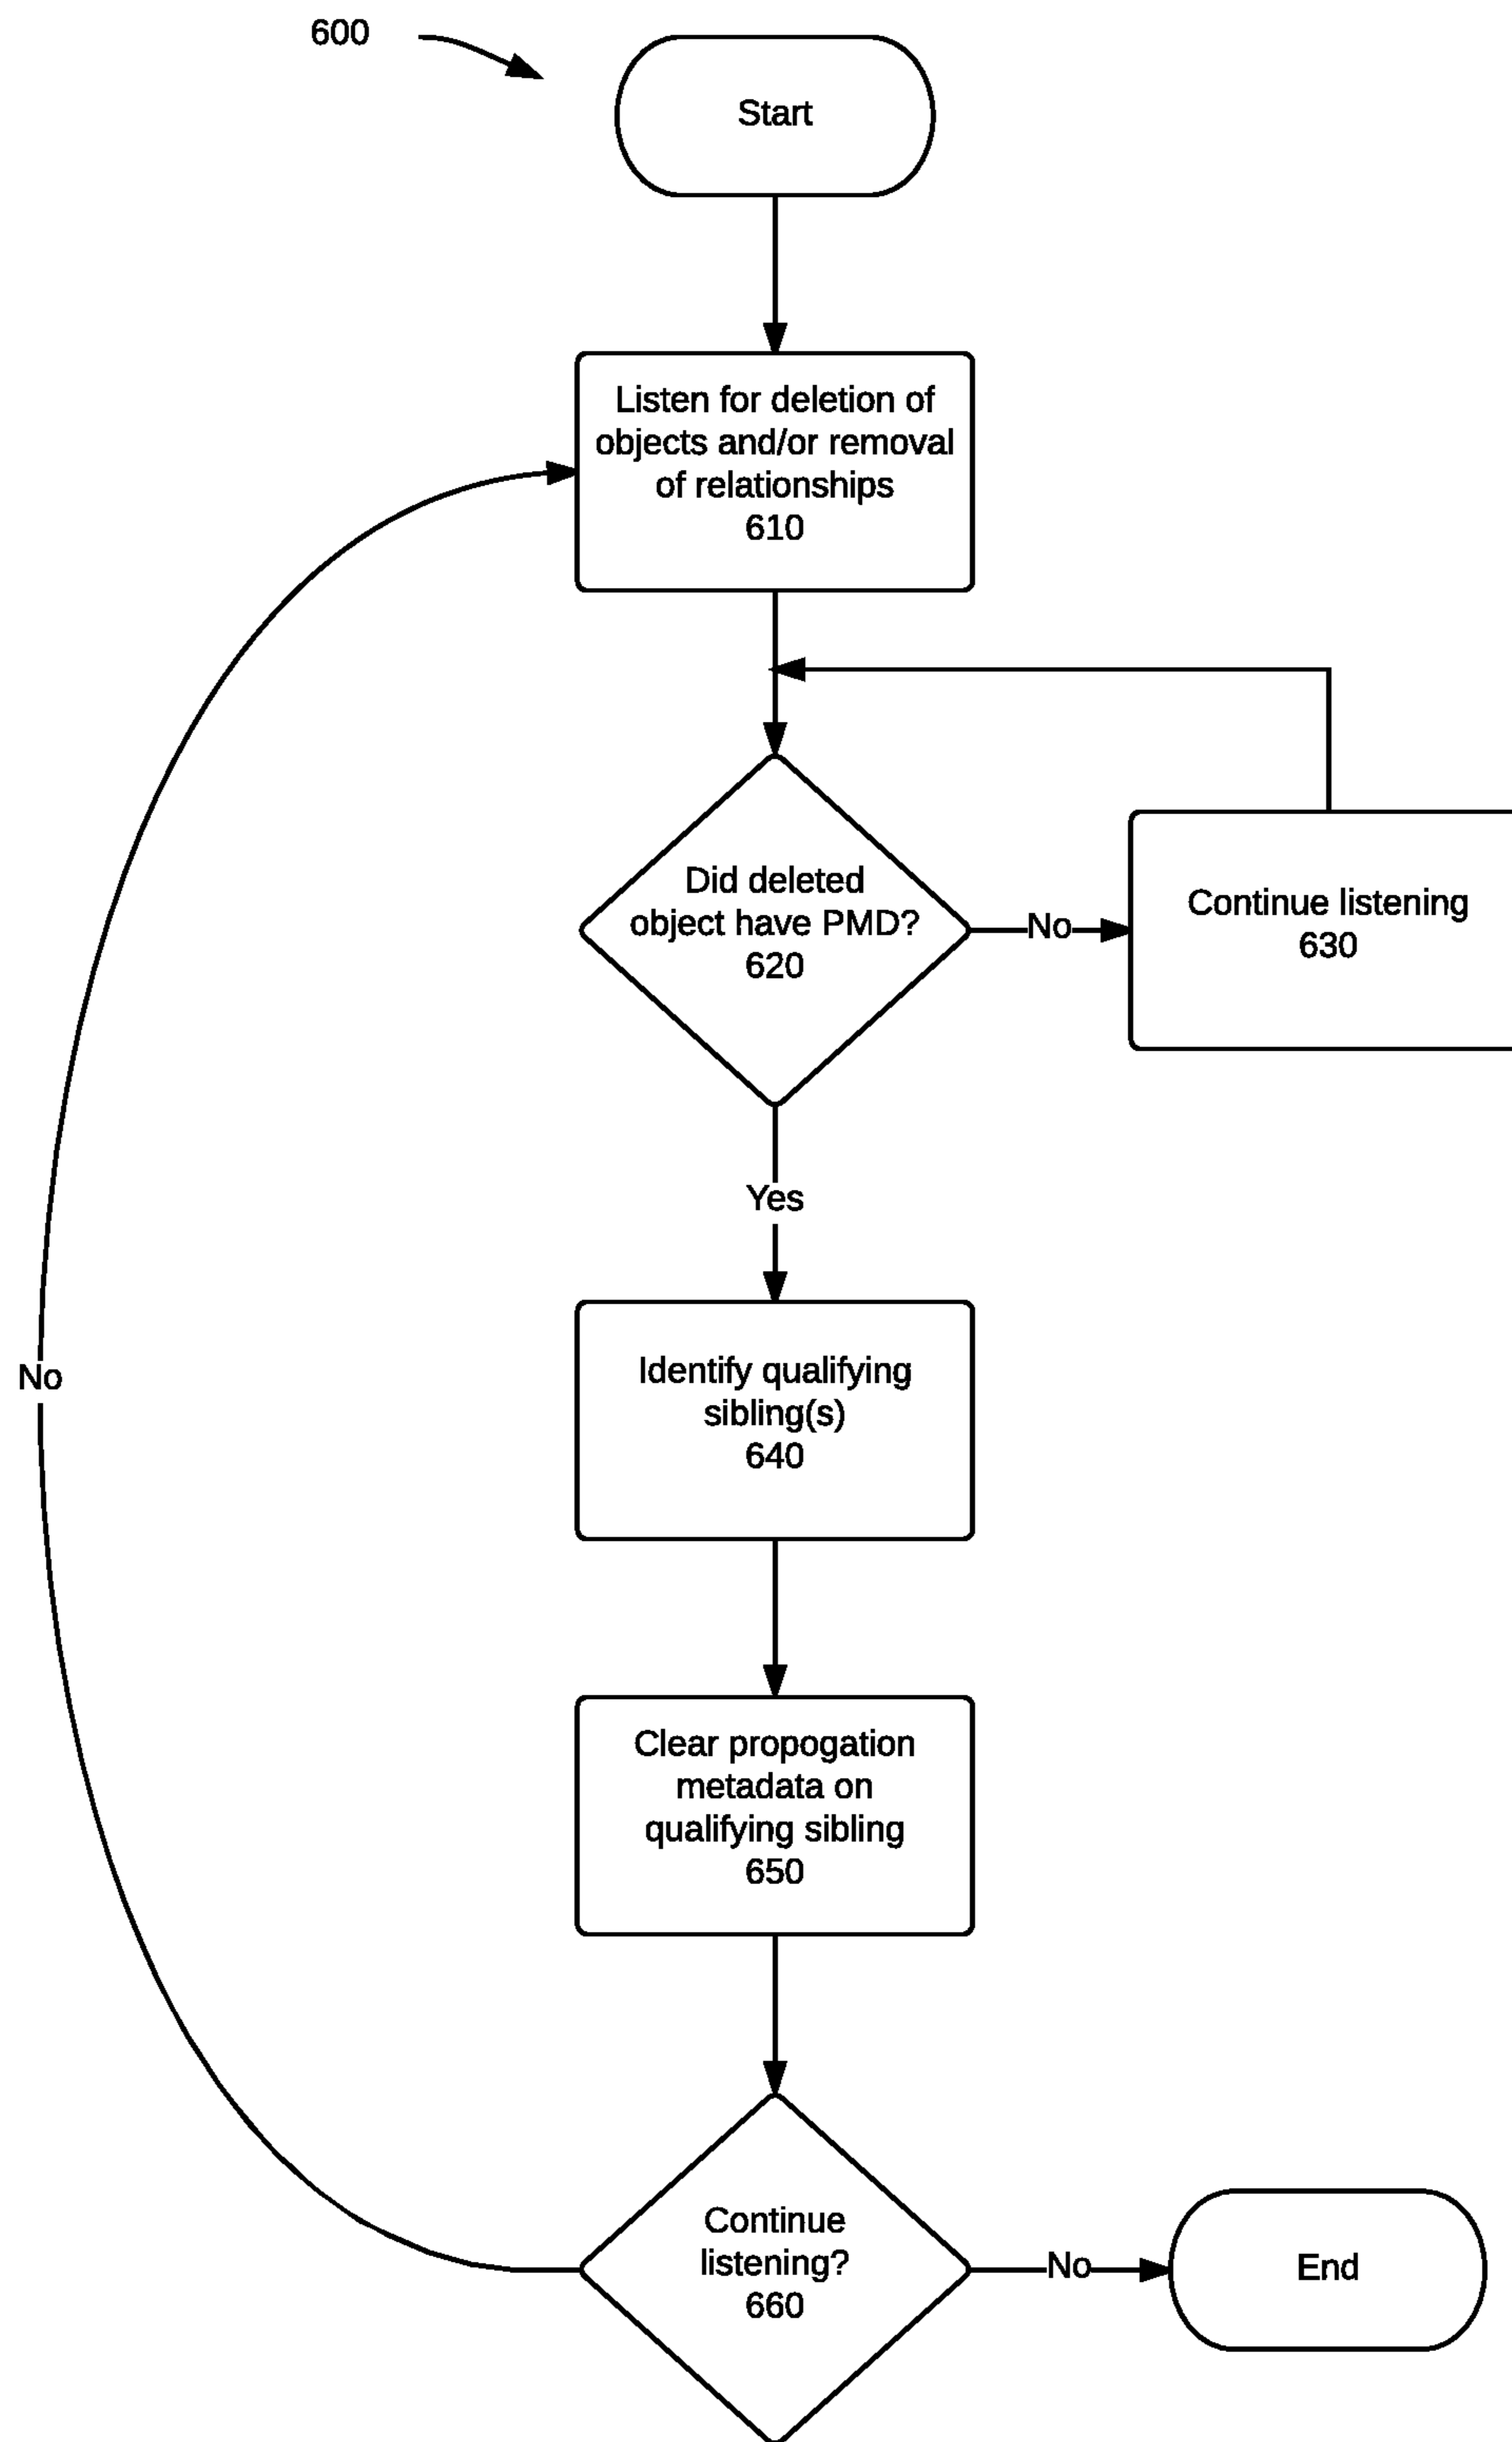 600
Start
Listen for deletion of
objects and/or removal
of relationships
610
Did deleted
object have PMD?
620
No
Continue listening
630
Yes
Identify qualifying
sibling(s)
640
No
Clear propogation
metadata on
qualifying sibling
650
Continue
listening?
660
No
End